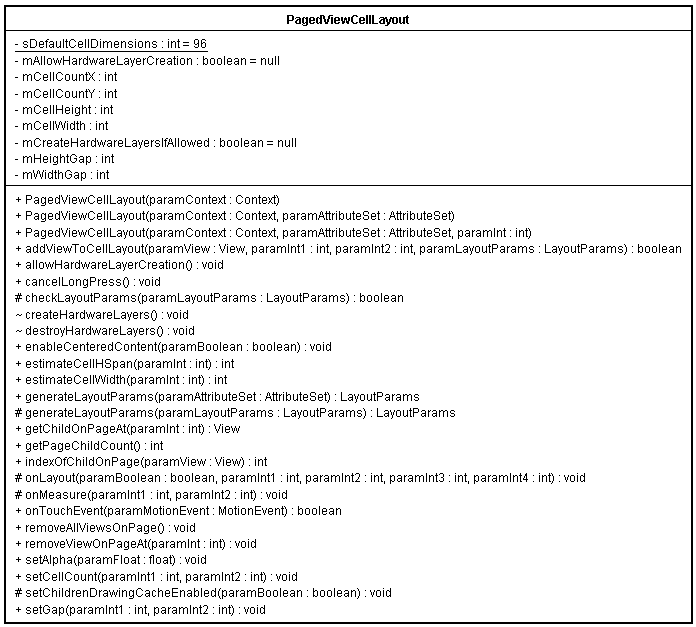 PagedViewCellLayout
- sDefaultCellDimensions : int = 96
- mAllowHardwareLayerCreation : boolean = null
- mCellCountX : int
- mCellCountY : int
- mCellHeight : int
- mCellWidth : int
- mCreateHardwareLayersIfAllowed : boolean = null
- mHeightGap : int
- mWidthGap : int
+ PagedViewCellLayout(paramContext : Context)
+ PagedViewCellLayout(paramContext : Context, paramAttributeSet : AttributeSet)
+ PagedViewCellLayout(paramContext : Context, paramAttributeSet : AttributeSet, paramInt : int)
+ addViewToCellLayout(paramView : View, paramInt1 : int, paramInt2 : int, paramLayoutParams : LayoutParams) : boolean
+ allowHardwareLayerCreation() : void
+ cancelLongPress() : void
# checkLayoutParams(paramLayoutParams : LayoutParams) : boolean
~ createHardwareLayers() : void
~ destroyHardwareLayers() : void
+ enableCenteredContent(paramBoolean : boolean) : void
+ estimateCellHSpan(paramInt : int) : int
+ estimateCellWidth(paramInt : int) : int
+ generateLayoutParams(paramAttributeSet : AttributeSet) : LayoutParams
# generateLayoutParams(paramLayoutParams : LayoutParams) : LayoutParams
+ getChildOnPageAt(paramInt : int) : View
+ getPageChildCount() : int
+ indexOfChildOnPage(paramView : View) : int
# onLayout(paramBoolean : boolean, paramInt1 : int, paramInt2 : int, paramInt3 : int, paramInt4 : int) : void
# onMeasure(paramInt1 : int, paramInt2 : int) : void
+ onTouchEvent(paramMotionEvent : MotionEvent) : boolean
+ removeAllViewsOnPage() : void
+ removeViewOnPageAt(paramInt : int) : void
+ setAlpha(paramFloat : float) : void
+ setCellCount(paramInt1 : int, paramInt2 : int) : void
# setChildrenDrawingCacheEnabled(paramBoolean : boolean) : void
+ setGap(paramInt1 : int, paramInt2 : int) : void